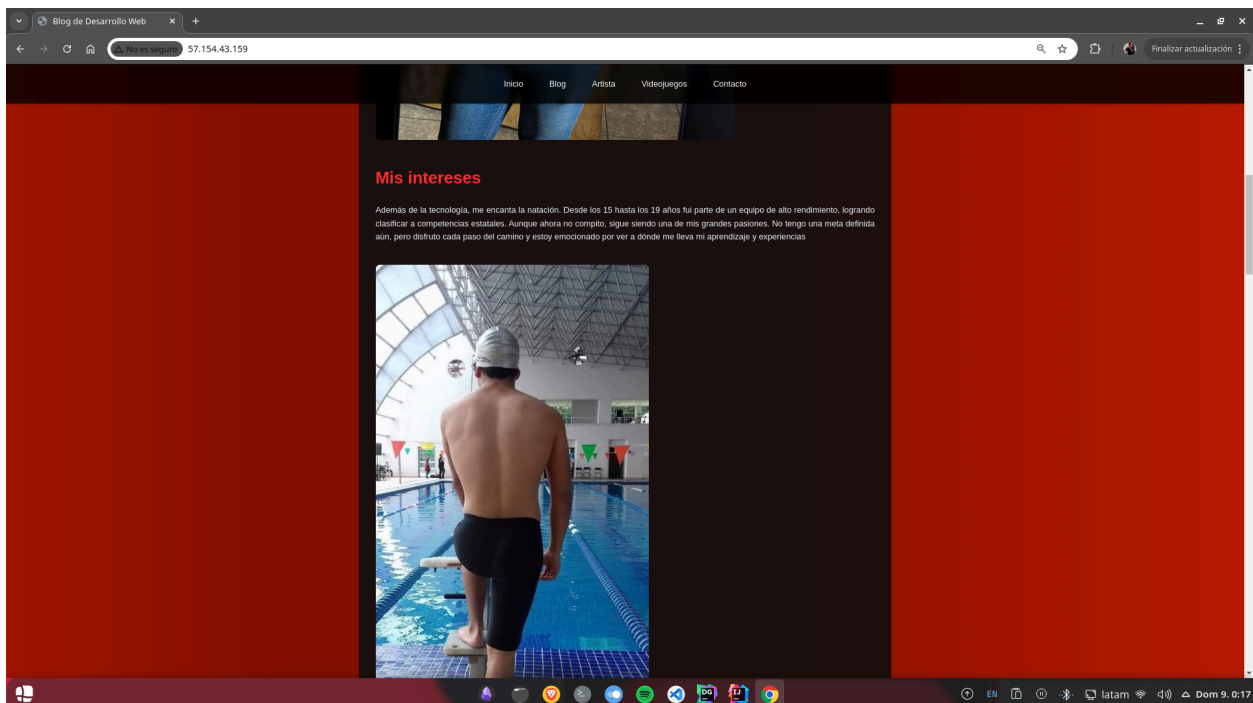 Blog de Desarrollo Web
No es seguro 57.154.43.159 Finalizar actualización
Inicio Blog Artista Videojuegos Contacto
Mis intereses
Además de la tecnología, me encanta la natación. Desde los 15 hasta los 19 años fui parte de un equipo de alto rendimiento, logrando
clasificar a competencias estatales. Aunque ahora no compito, sigue siendo una de mis grandes pasiones. No tengo una meta definida
aún, pero disfruto cada paso del camino y estoy emocionado por ver a dónde me lleva mi aprendizaje y experiencias
DG IJ EN latam Dom 9. 0:17